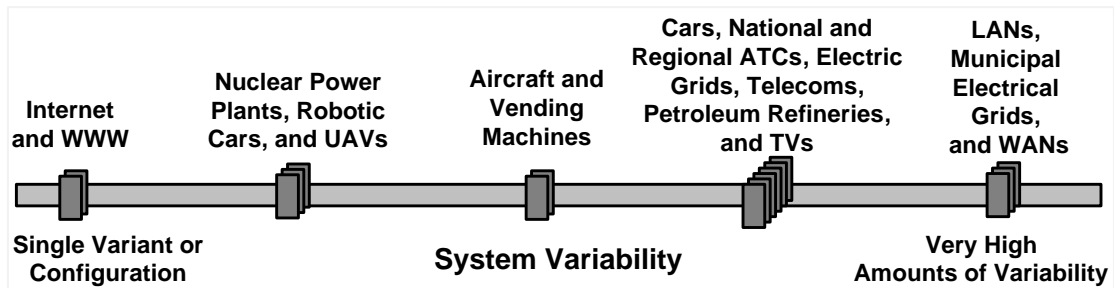 Internet
and WWW
Nuclear Power
Plants, Robotic
Cars, and UAVs
Aircraft and
Vending
Machines
Cars, National and
Regional ATCs, Electric
Grids, Telecoms,
Petroleum Refineries,
and TVs
LANs,
Municipal
Electrical
Grids,
and WANs
Single Variant or
Configuration
System Variability
Very High
Amounts of Variability